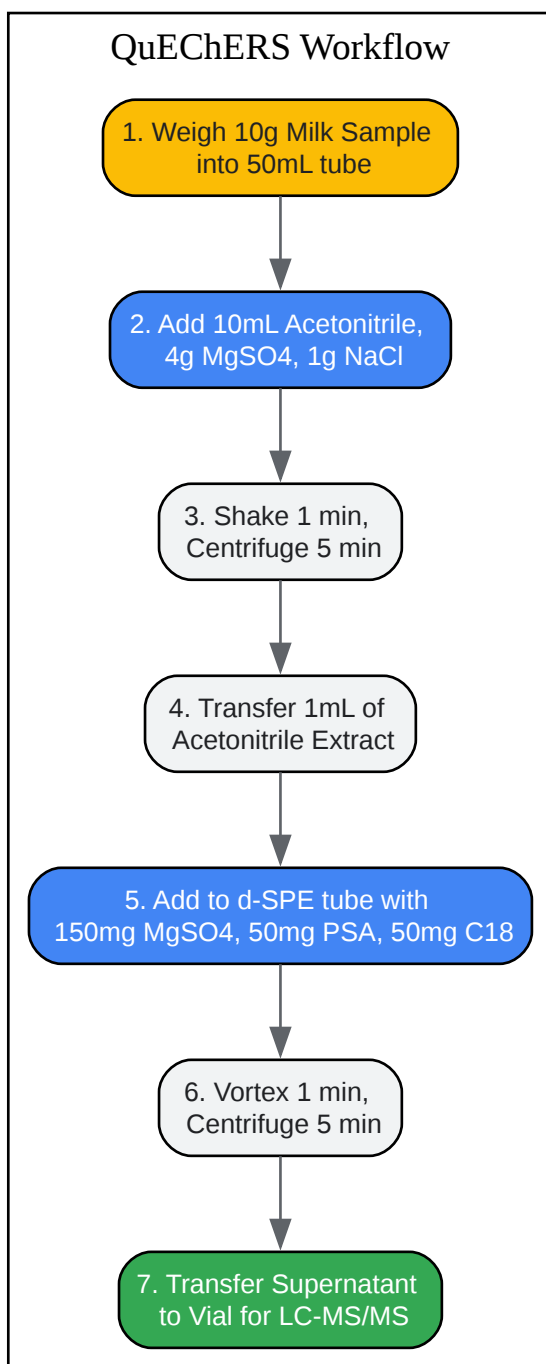 QuEChERS Workflow
1. Weigh 10g Milk Sample
into 50mL tube
2. Add 10mL Acetonitrile,
4g MgSO4, 1g NaCl
3. Shake 1 min,
Centrifuge 5 min
4. Transfer 1mL of
Acetonitrile Extract
5. Add to d-SPE tube with
150mg MgSO4, 50mg PSA, 50mg C18
6. Vortex 1 min,
Centrifuge 5 min
7. Transfer Supernatant
to Vial for LC-MS/MS